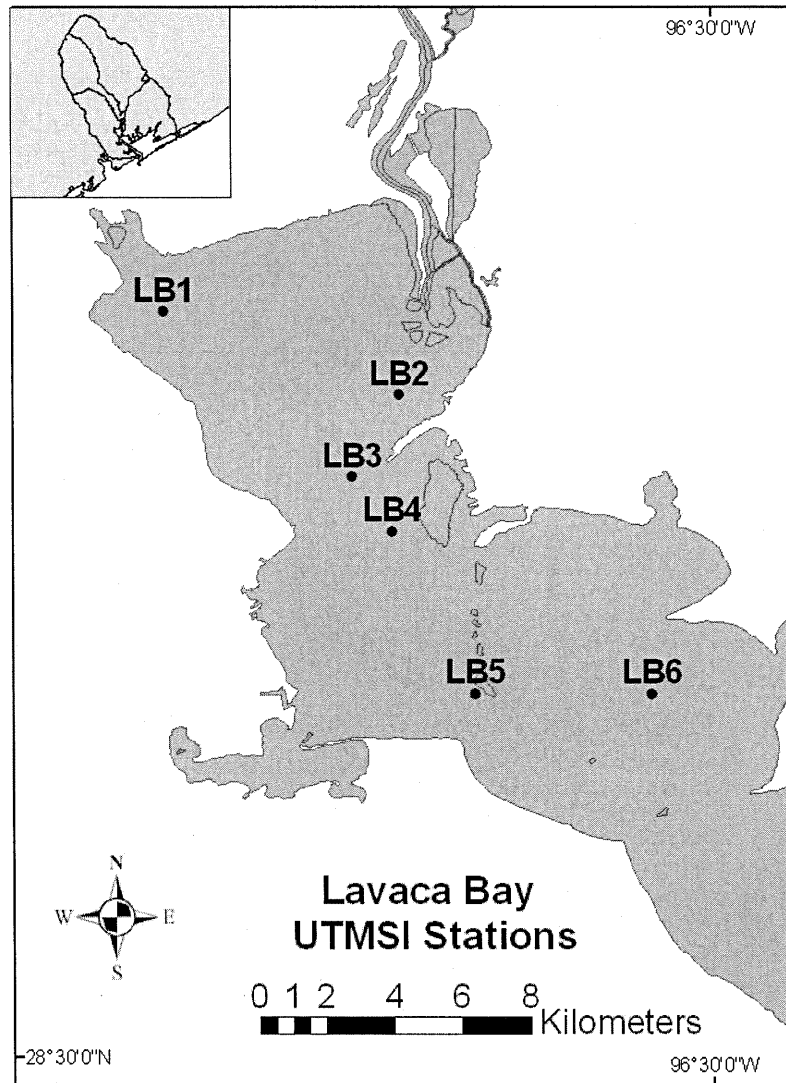 96°30'0"W
LB1
LB2
LB3
LB4
LB5
LB6
N
W E
S
Lavaca Bay
UTMSI Stations
0 1 2 4 6 8
Kilometers
28°30'0"N
96°30'0"W